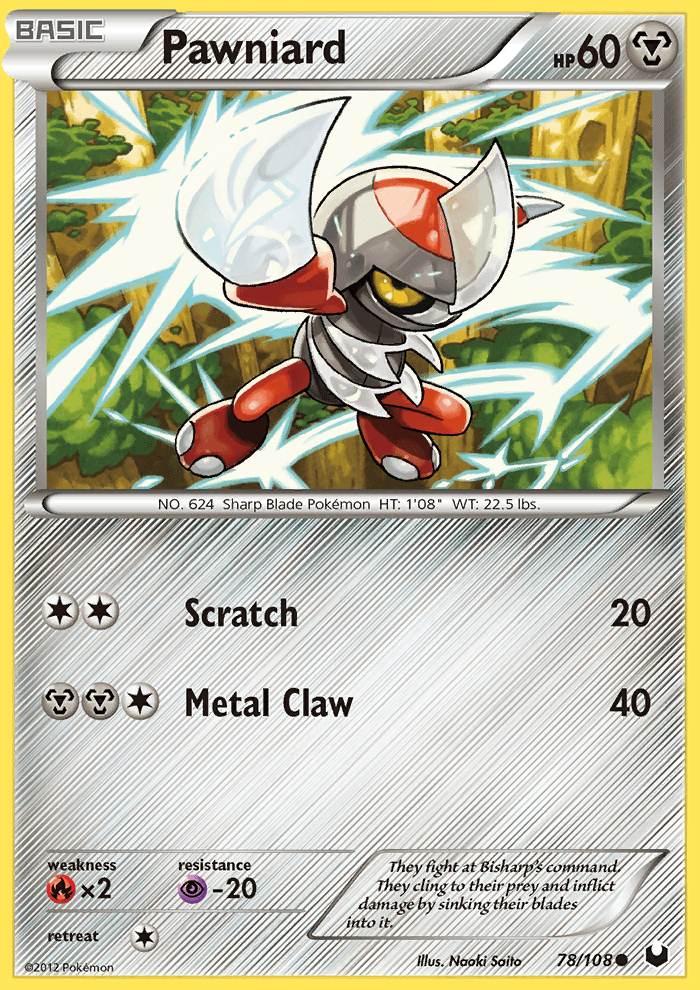 BASIC
Pawniard
HP60
NO. 624 Sharp Blade Pokémon HT: 1'08" WT: 22.5 lbs.
Scratch 20
Metal Claw 40
weakness
×2
resistance
-20
retreat
They fight at Bisharp's command.
They cling to their prey and inflict
damage by sinking their blades
into it.
Illus. Naoki Saito
78/108
©2012 Pokémon